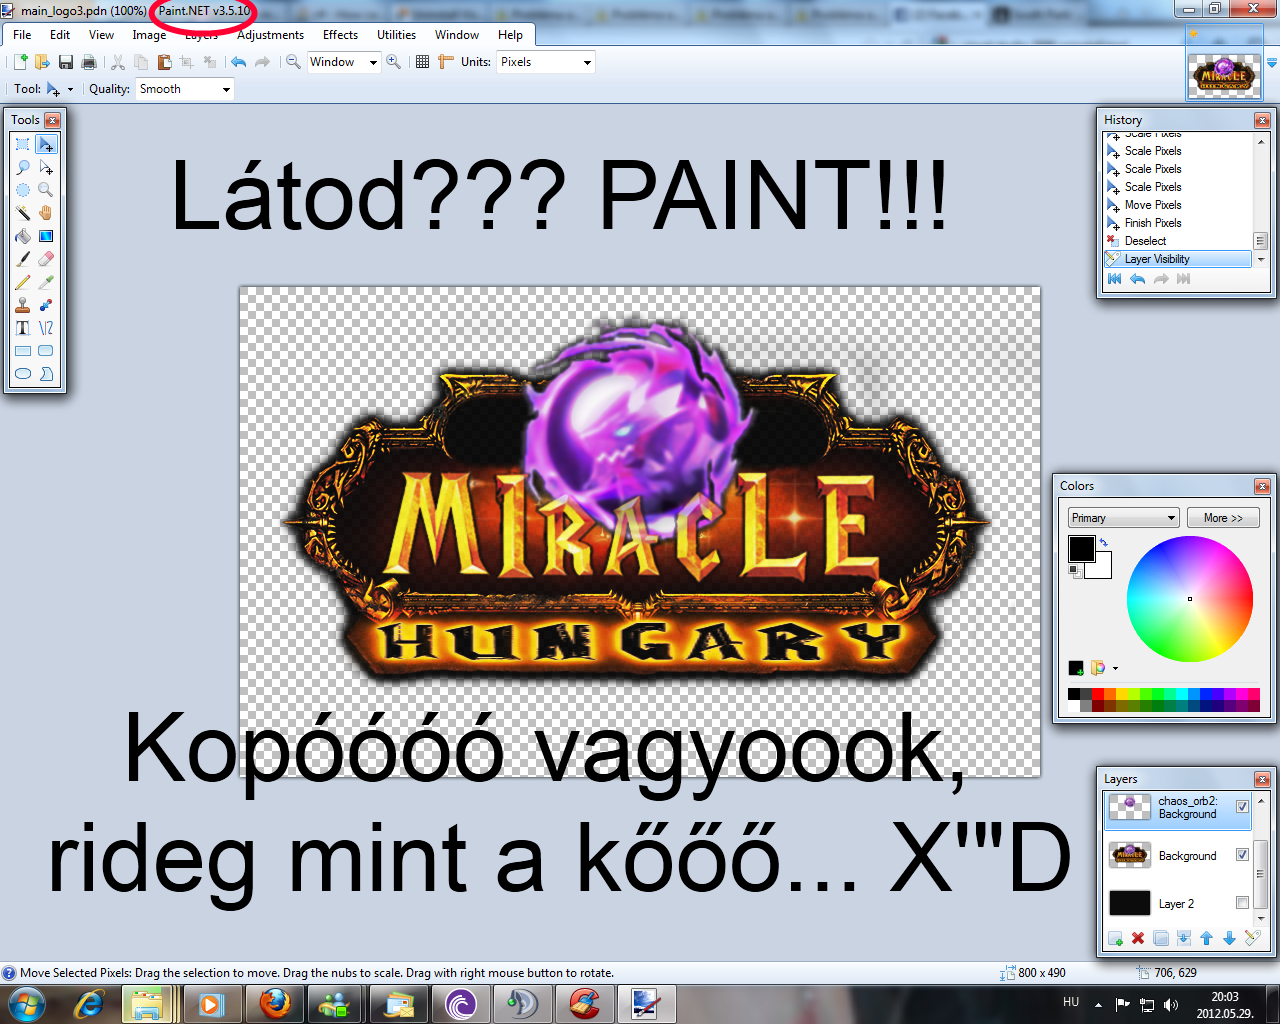 main_logo3.pdn (100%) - Paint.NET v3.5.10
File Edit View Image Layers Adjustments Effects Utilities Window Help
Window Units: Pixels
Tool: Quality: Smooth
Tools
History
Scale Pixels
Scale Pixels
Scale Pixels
Scale Pixels
Move Pixels
Finish Pixels
Deselect
Layer Visibility
Látod??? PAINT!!!
MIRACLE
HUNGARY
Colors
Primary More >>
Kopóóóó vagyoook,
rideg mint a kőőő... X'"D
Layers
chaos_orb2:
Background
Background
Layer 2
Move Selected Pixels: Drag the selection to move. Drag the nubs to scale. Drag with right mouse button to rotate. 800 x 490 706, 629
HU 20:03
2012.05.29.